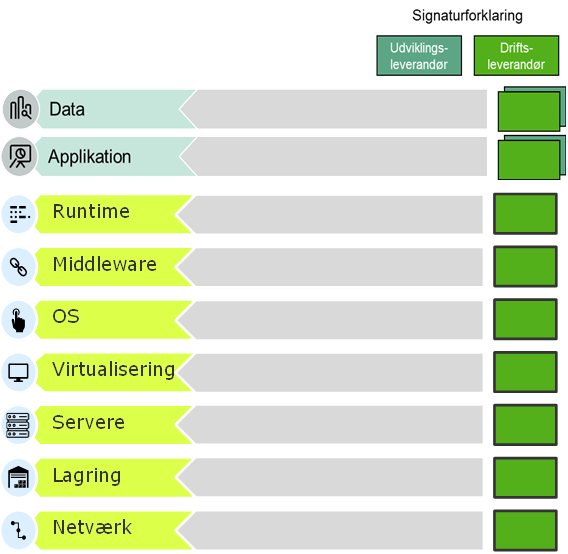 Signaturforklaring
Udviklings-
leverandør
Drifts-
leverandør
Data
Applikation
Runtime
Middleware
OS
Virtualisering
Servere
Lagring
Netværk